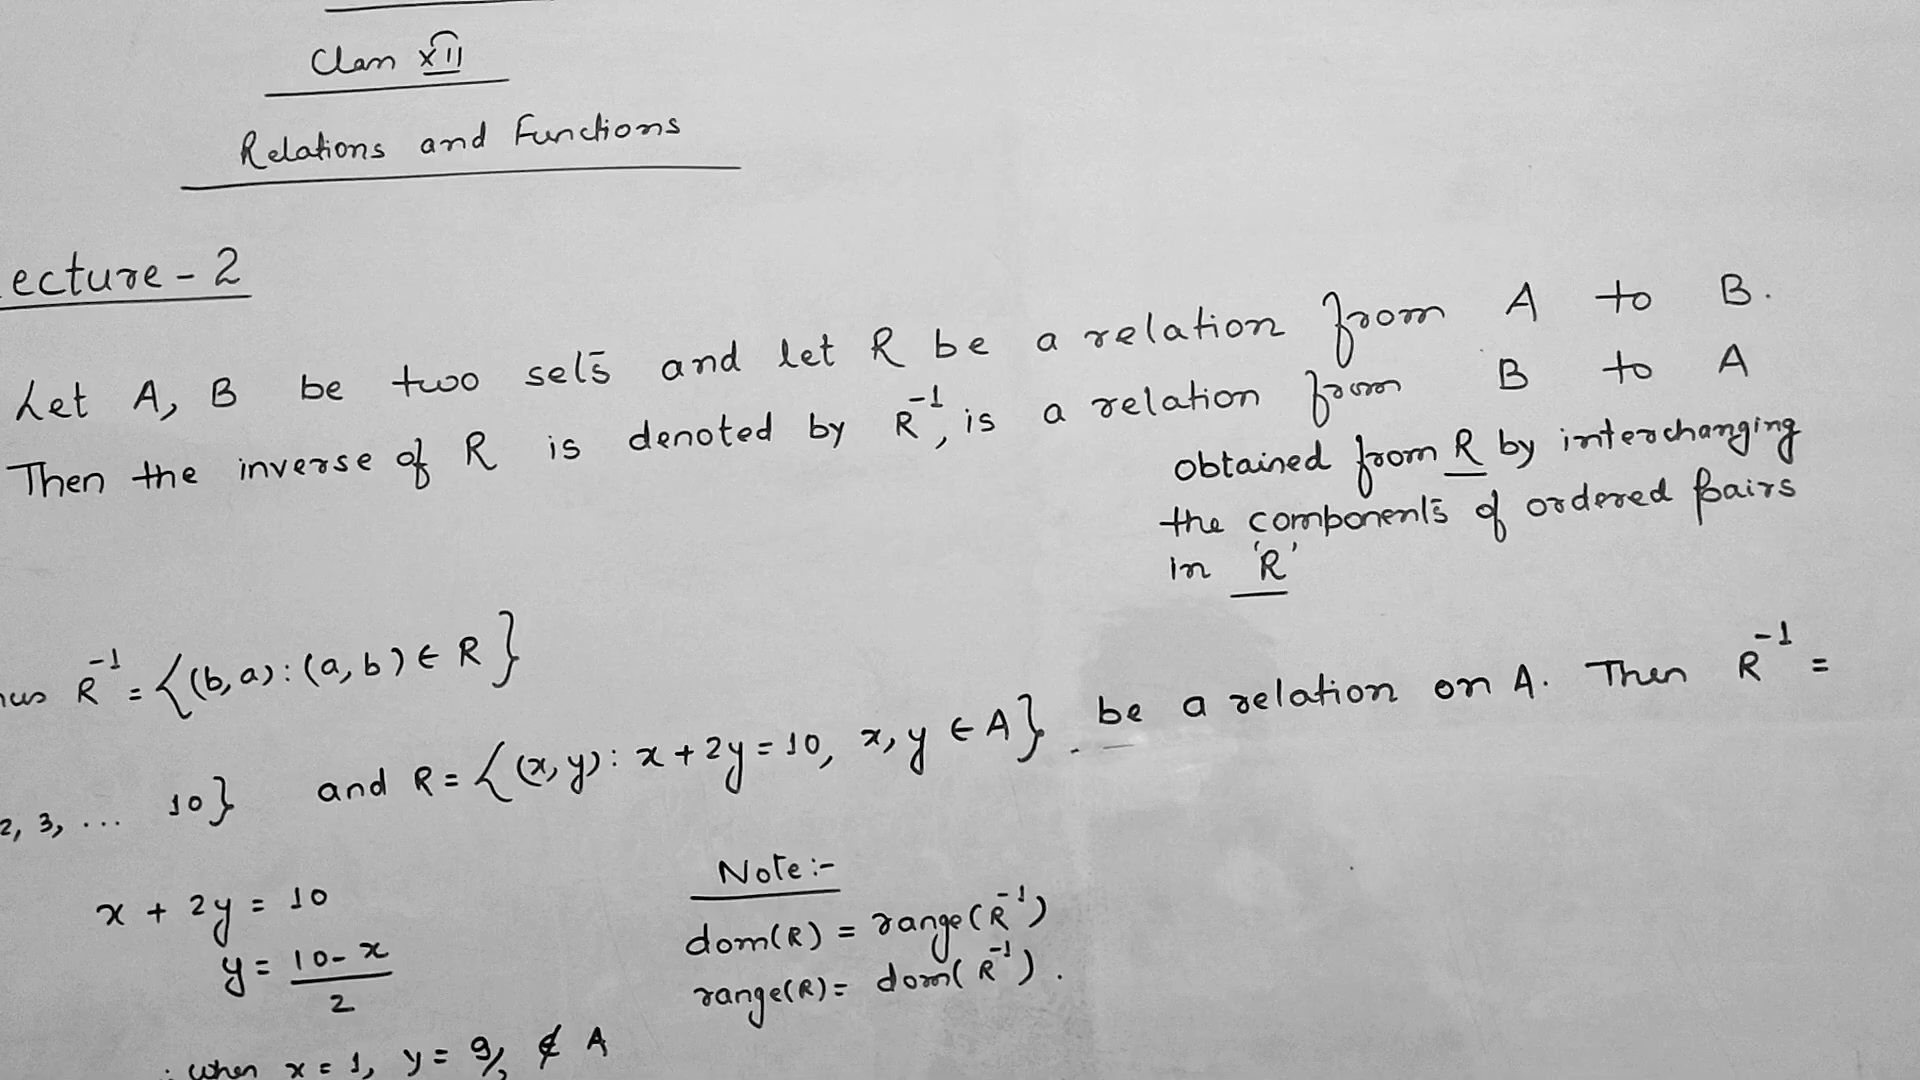 Class XII
Relations and Functions
ecture - 2
Let A, B be two sets and let R be a relation from A to B.
Then the inverse of R is denoted by R⁻¹, is a relation from B to A
obtained from R by interchanging
the components of ordered pairs
in 'R'
R⁻¹ = {(b,a) : (a,b) ∈ R}
2, 3, ... 10} and R = {(x,y) : x + 2y = 10, x, y ∈ A} be a relation on A. Then R⁻¹ =
x + 2y = 10
y = (10 - x)/2
Note :-
dom(R) = range(R⁻¹)
range(R) = dom(R⁻¹).
when x = 1, y = 9/2 ∉ A